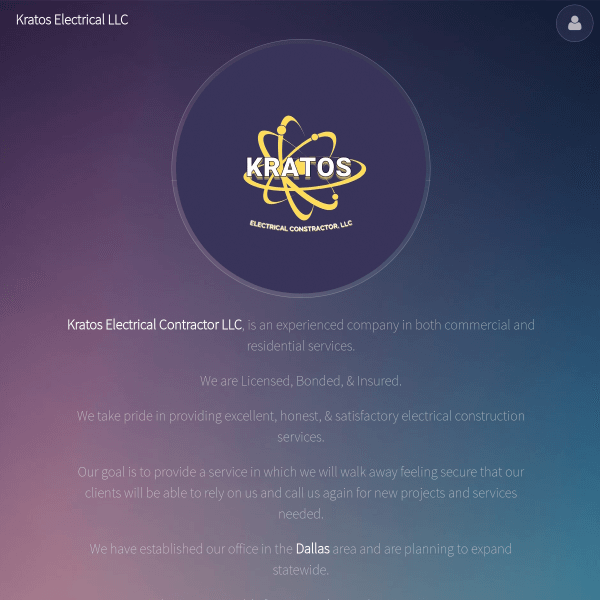 Kratos Electrical LLC
KRATOS
ELECTRICAL CONSTRACTOR, LLC
Kratos Electrical Contractor LLC, is an experienced company in both commercial and
residential services.
We are Licensed, Bonded, & Insured.
We take pride in providing excellent, honest, & satisfactory electrical construction
services.
Our goal is to provide a service in which we will walk away feeling secure that our
clients will be able to rely on us and call us again for new projects and services
needed.
We have established our office in the Dallas area and are planning to expand
statewide.